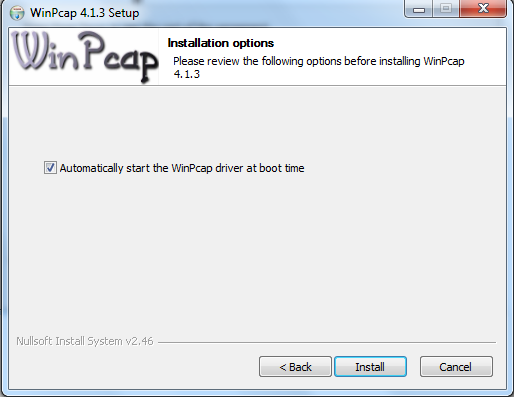 WinPcap 4.1.3 Setup
WinPcap
Installation options
Please review the following options before installing WinPcap
4.1.3
Automatically start the WinPcap driver at boot time
Nullsoft Install System v2.46
< Back
Install
Cancel